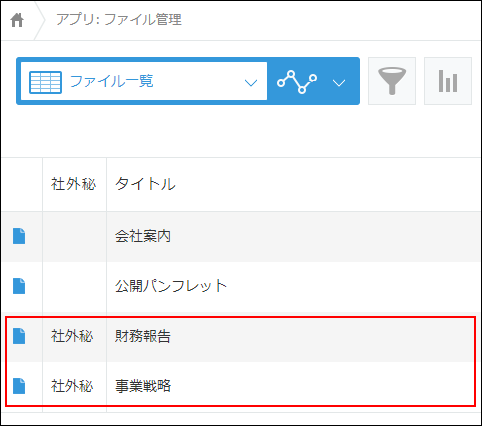 アプリ: ファイル管理
ファイル一覧
社外秘 タイトル
会社案内
公開パンフレット
社外秘 財務報告
社外秘 事業戦略